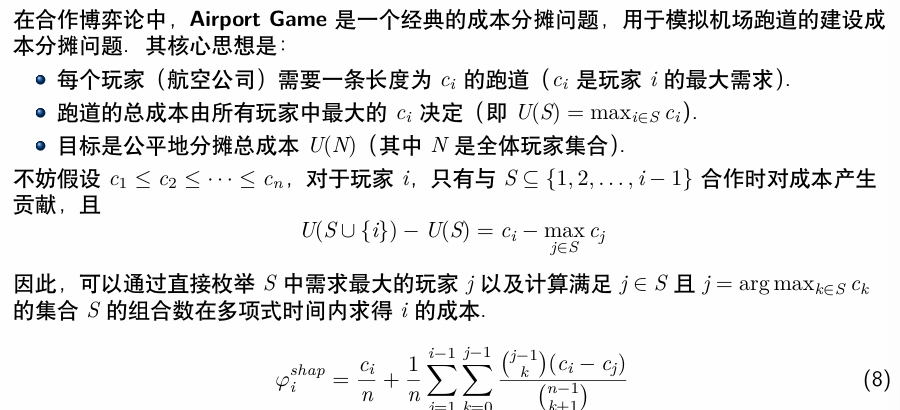 在合作博弈论中，Airport Game 是一个经典的成本分摊问题，用于模拟机场跑道的建设成
本分摊问题. 其核心思想是：
每个玩家（航空公司）需要一条长度为 $c_i$ 的跑道（$c_i$ 是玩家 $i$ 的最大需求）.
跑道的总成本由所有玩家中最大的 $c_i$ 决定（即 $U(S) = \max_{i \in S} c_i$).
目标是公平地分摊总成本 $U(N)$（其中 $N$ 是全体玩家集合）.
不妨假设 $c_1 \leq c_2 \leq \cdots \leq c_n$，对于玩家 $i$，只有与 $S \subseteq \{1, 2, \ldots, i-1\}$ 合作时对成本产生
贡献，且
$U(S \cup \{i\}) - U(S) = c_i - \max_{j \in S} c_j$
因此，可以通过直接枚举 $S$ 中需求最大的玩家 $j$ 以及计算满足 $j \in S$ 且 $j = \arg\max_{k \in S} c_k$
的集合 $S$ 的组合数在多项式时间内求得 $i$ 的成本.
$\varphi_i^{shap} = \frac{c_i}{n} + \frac{1}{n} \sum_{j=1}^{i-1} \sum_{k=0}^{j-1} \frac{\binom{j-1}{k}(c_i - c_j)}{\binom{n-1}{k+1}}$ (8)